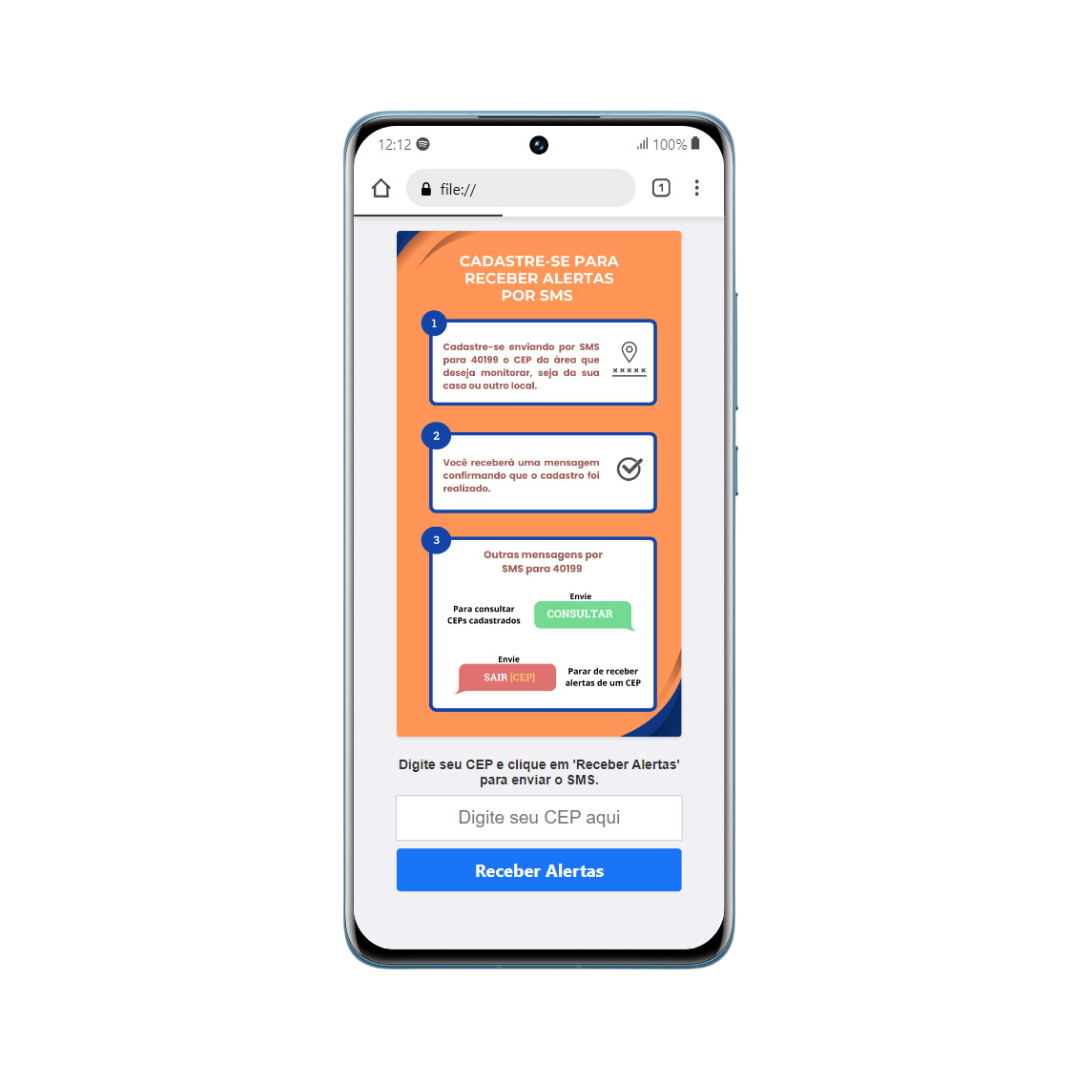 12:12
100%
file://
1
CADASTRE-SE PARA
RECEBER ALERTAS
POR SMS
1
Cadastre-se enviando por SMS
para 40199 o CEP da área que
deseja monitorar, seja da sua
casa ou outro local.
×××××
2
Você receberá uma mensagem
confirmando que o cadastro foi
realizado.
3
Outras mensagens por
SMS para 40199
Envie
Para consultar
CEPs cadastrados
CONSULTAR
Envie
SAIR [CEP]
Parar de receber
alertas de um CEP
Digite seu CEP e clique em 'Receber Alertas'
para enviar o SMS.
Digite seu CEP aqui
Receber Alertas